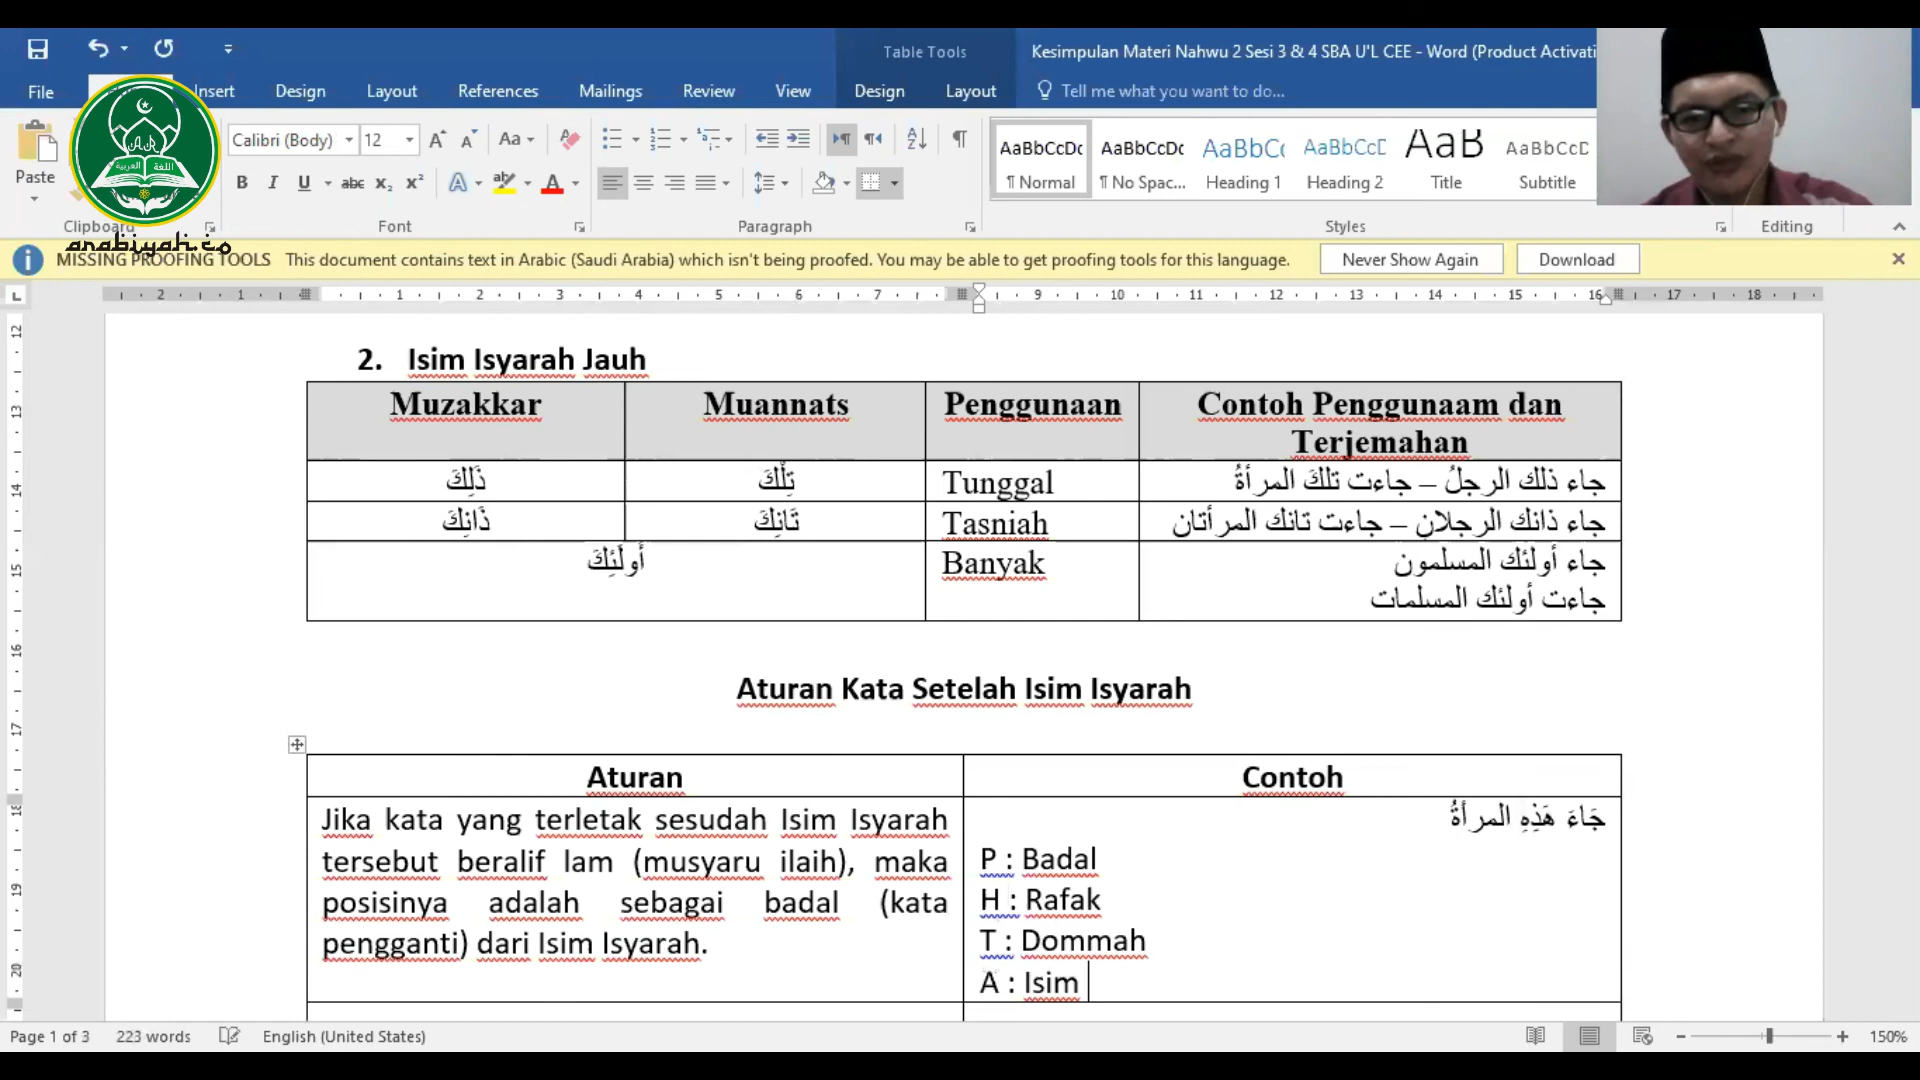 Table Tools
Kesimpulan Materi Nahwu 2 Sesi 3 & 4 SBA U'L CEE - Word (Product Activati
File
Insert
Design
Layout
References
Mailings
Review
View
Design
Layout
Tell me what you want to do...
Paste
Clipboard
Calibri (Body)
12
Font
Paragraph
AaBbCcDc
¶ Normal
AaBbCcDc
¶ No Spac...
AaBbCc
Heading 1
AaBbCcD
Heading 2
AaB
Title
AaBbCcD
Subtitle
Styles
Editing
AR
اللغة العربية
arabiyah.co
MISSING PROOFING TOOLS This document contains text in Arabic (Saudi Arabia) which isn't being proofed. You may be able to get proofing tools for this language.
Never Show Again
Download
2. Isim Isyarah Jauh
Muzakkar
Muannats
Penggunaan
Contoh Penggunaam dan
Terjemahan
ذَلِكَ
تِلْكَ
Tunggal
جاء ذلك الرجلُ – جاءت تلكَ المرأةُ
ذَانِكَ
تَانِكَ
Tasniah
جاء ذانك الرجلانِ – جاءت تانك المرأتان
أولَئِكَ
Banyak
جاء أولئك المسلمون
جاءت أولئك المسلمات
Aturan Kata Setelah Isim Isyarah
Aturan
Contoh
Jika kata yang terletak sesudah Isim Isyarah
tersebut beralif lam (musyaru ilaih), maka
posisinya adalah sebagai badal (kata
pengganti) dari Isim Isyarah.
جَاءَ هَذِهِ المرأةُ
P : Badal
H : Rafak
T : Dommah
A : Isim
Page 1 of 3
223 words
English (United States)
150%